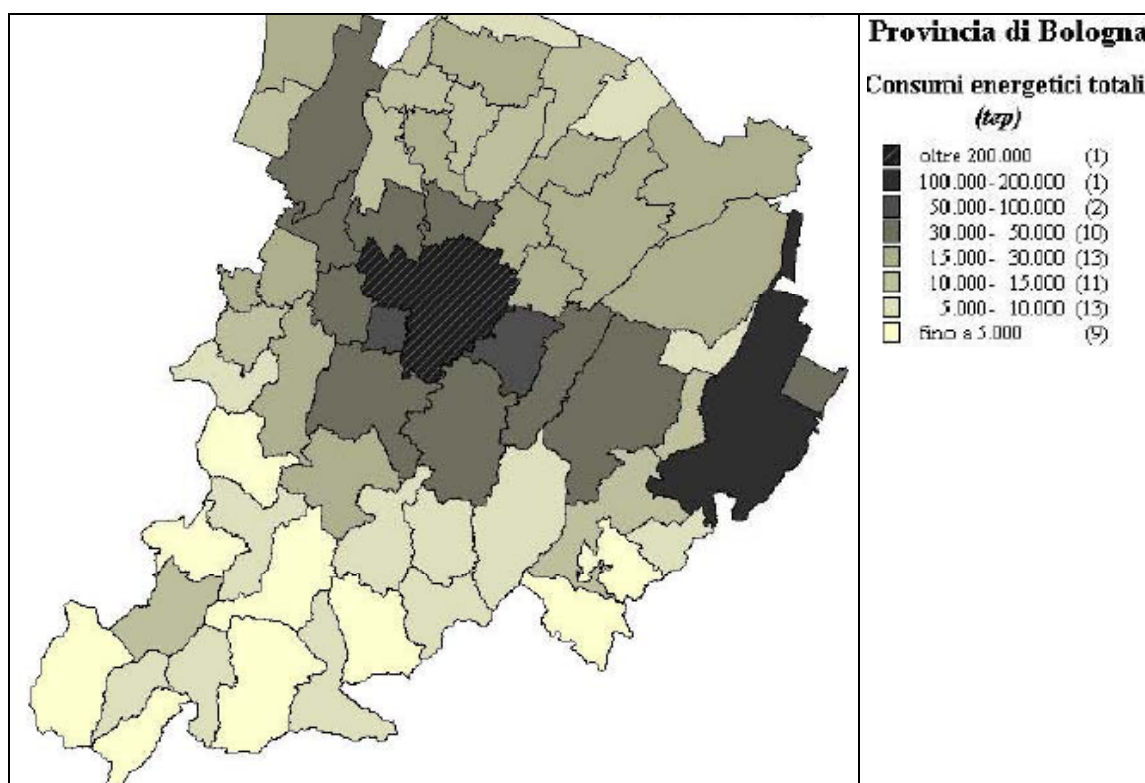 Provincia di Bologna
Consumi energetici totali
(tep)
oltre 200.000 (1)
100.000-200.000 (1)
50.000-100.000 (2)
30.000- 50.000 (10)
15.000- 30.000 (13)
10.000- 15.000 (11)
5.000- 10.000 (13)
fino a 5.000 (9)